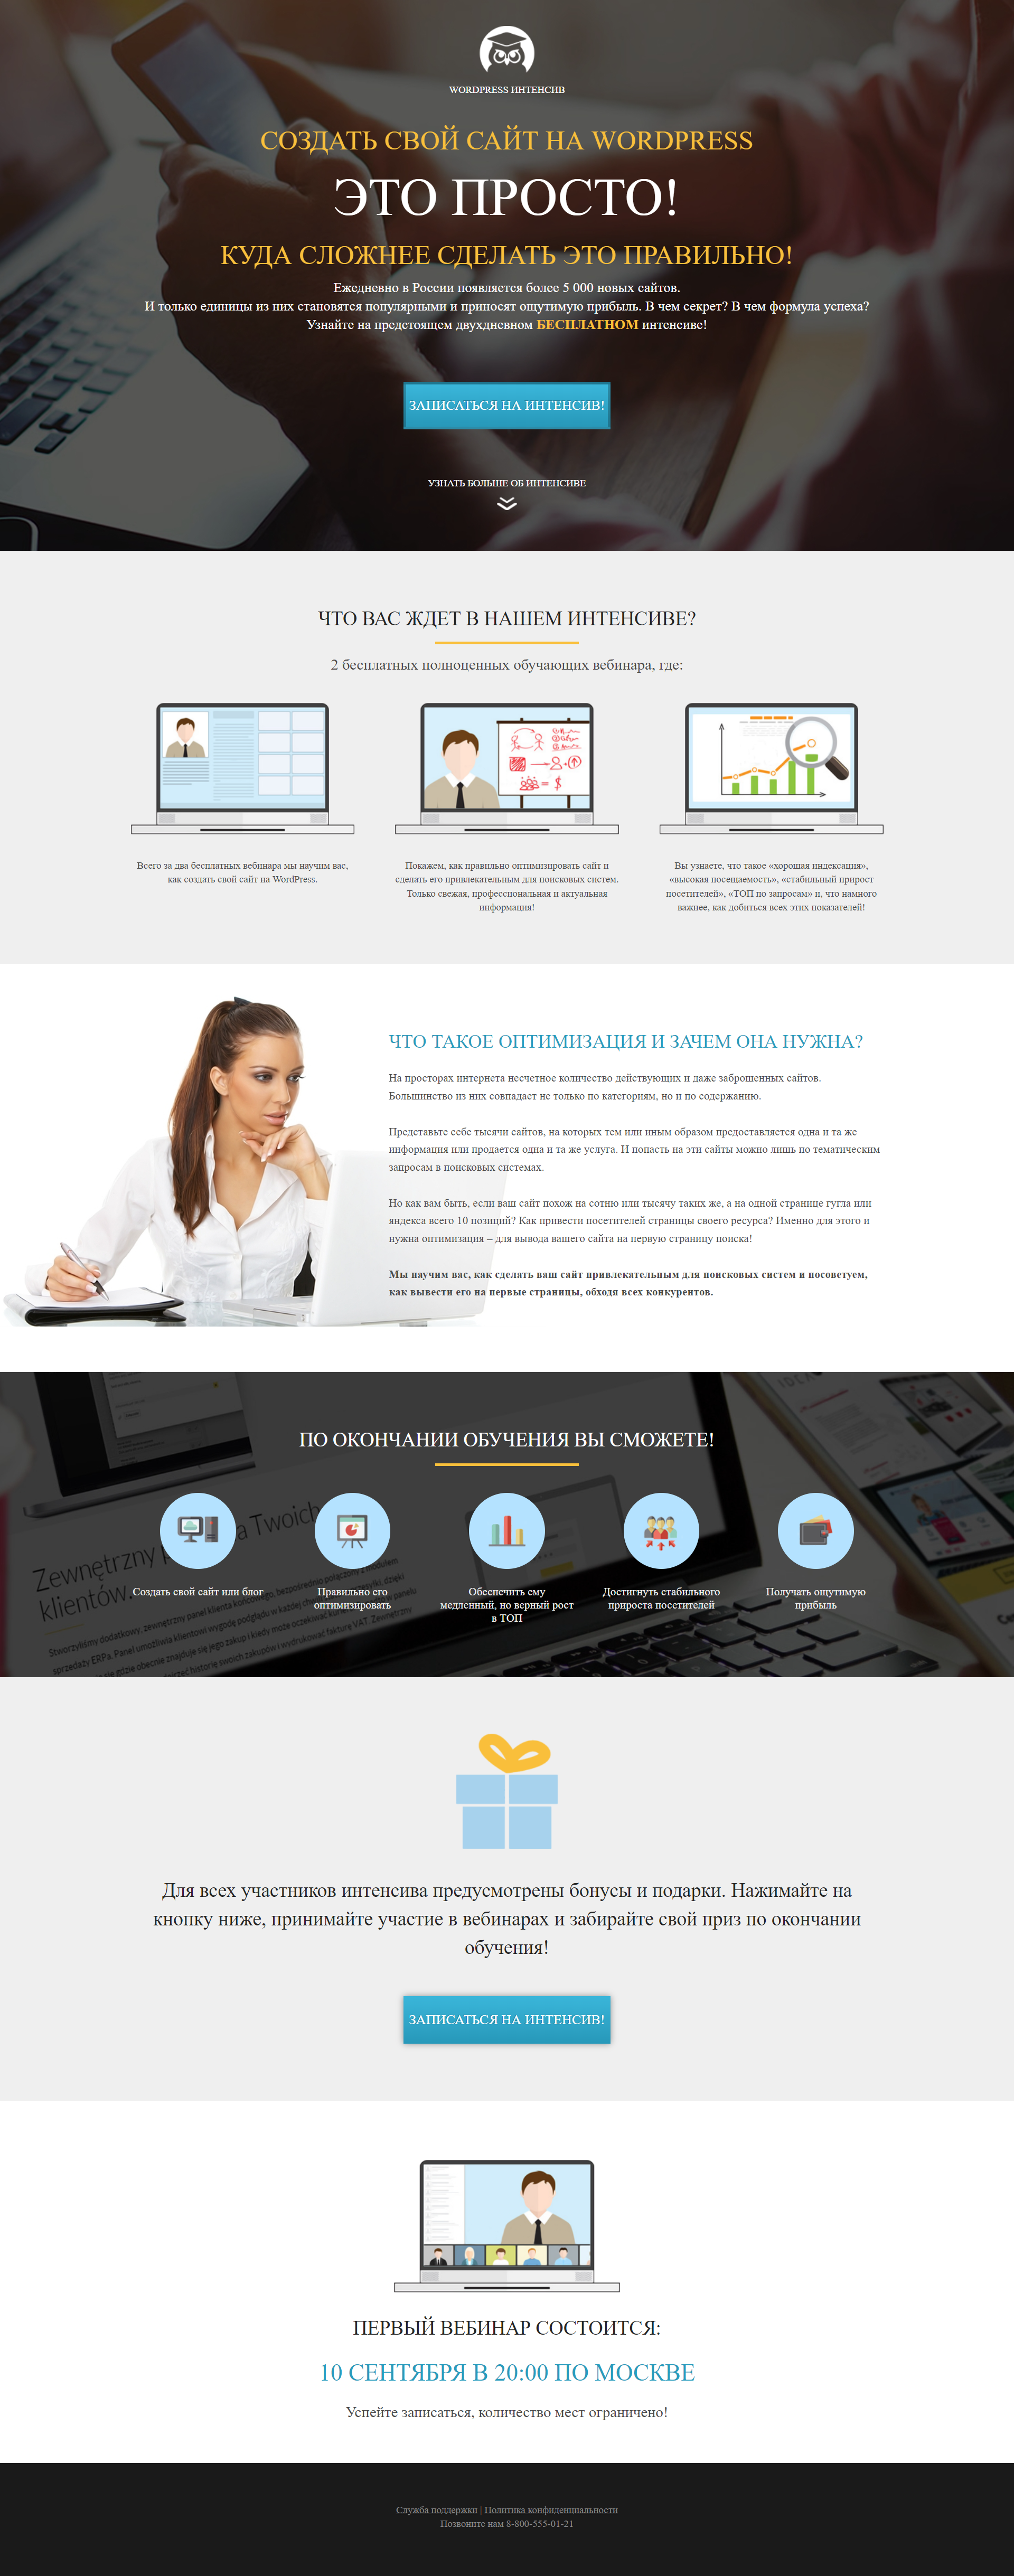 WORDPRESS ИНТЕНСИВ
СОЗДАТЬ СВОЙ САЙТ НА WORDPRESS
ЭТО ПРОСТО!
КУДА СЛОЖНЕЕ СДЕЛАТЬ ЭТО ПРАВИЛЬНО!
Ежедневно в России появляется более 5 000 новых сайтов.
И только единицы из них становятся популярными и приносят ощутимую прибыль. В чем секрет? В чем формула успеха?
Узнайте на предстоящем двухдневном БЕСПЛАТНОМ интенсиве!
ЗАПИСАТЬСЯ НА ИНТЕНСИВ!
УЗНАТЬ БОЛЬШЕ ОБ ИНТЕНСИВЕ
ЧТО ВАС ЖДЕТ В НАШЕМ ИНТЕНСИВЕ?
2 бесплатных полноценных обучающих вебинара, где:
Всего за два бесплатных вебинара мы научим вас,
как создать свой сайт на WordPress.
Покажем, как правильно оптимизировать сайт и
сделать его привлекательным для поисковых систем.
Только свежая, профессиональная и актуальная
информация!
Вы узнаете, что такое «хорошая индексация»,
«высокая посещаемость», «стабильный прирост
посетителей», «ТОП по запросам» и, что намного
важнее, как добиться всех этих показателей!
ЧТО ТАКОЕ ОПТИМИЗАЦИЯ И ЗАЧЕМ ОНА НУЖНА?
На просторах интернета несчетное количество действующих и даже заброшенных сайтов.
Большинство из них совпадает не только по категориям, но и по содержанию.
Представьте себе тысячи сайтов, на которых тем или иным образом предоставляется одна и та же
информация или продается одна и та же услуга. И попасть на эти сайты можно лишь по тематическим
запросам в поисковых системах.
Но как вам быть, если ваш сайт похож на сотню или тысячу таких же, а на одной странице гугла или
яндекса всего 10 позиций? Как привести посетителей страницы своего ресурса? Именно для этого и
нужна оптимизация – для вывода вашего сайта на первую страницу поиска!
Мы научим вас, как сделать ваш сайт привлекательным для поисковых систем и посоветуем,
как вывести его на первые страницы, обходя всех конкурентов.
ПО ОКОНЧАНИИ ОБУЧЕНИЯ ВЫ СМОЖЕТЕ!
Zewnętrzny a Twoich
klientów.
Создать свой сайт или блог
Правильно его
оптимизировать
Обеспечить ему
медленный, но верный рост
в ТОП
Достигнуть стабильного
прироста посетителей
Получать ощутимую
прибыль
Для всех участников интенсива предусмотрены бонусы и подарки. Нажимайте на
кнопку ниже, принимайте участие в вебинарах и забирайте свой приз по окончании
обучения!
ЗАПИСАТЬСЯ НА ИНТЕНСИВ!
ПЕРВЫЙ ВЕБИНАР СОСТОИТСЯ:
10 СЕНТЯБРЯ В 20:00 ПО МОСКВЕ
Успейте записаться, количество мест ограничено!
Служба поддержки | Политика конфиденциальности
Позвоните нам 8-800-555-01-21